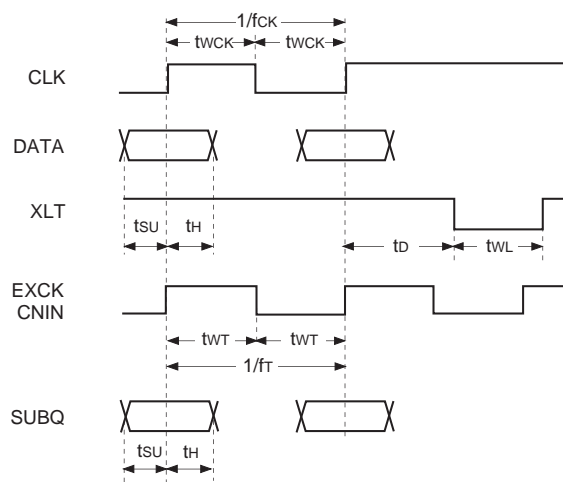 1/fCK
tWCK tWCK
CLK
DATA
XLT
tSU tH
tD tWL
EXCK
CNIN
tWT tWT
1/fT
SUBQ
tSU tH